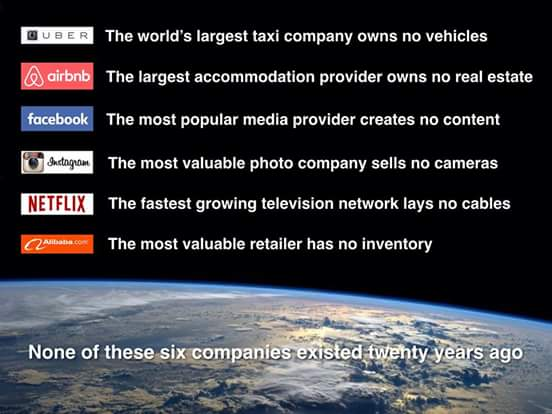 UBER The world's largest taxi company owns no vehicles
airbnb The largest accommodation provider owns no real estate
facebook The most popular media provider creates no content
Instagram The most valuable photo company sells no cameras
NETFLIX The fastest growing television network lays no cables
Alibaba.com The most valuable retailer has no inventory
None of these six companies existed twenty years ago